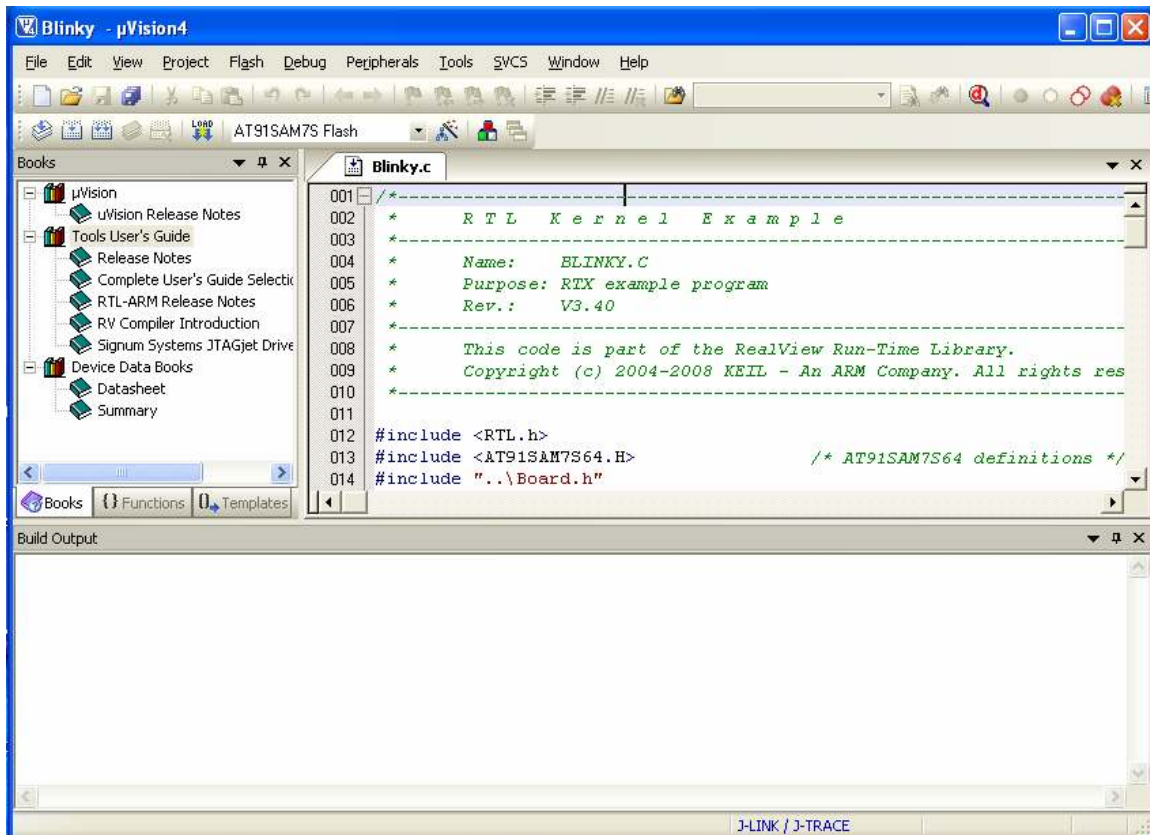 Blinky - µVision4
File Edit View Project Flash Debug Peripherals Tools SVCS Window Help
LOAD AT91SAM7S Flash
Books
µVision
uVision Release Notes
Tools User's Guide
Release Notes
Complete User's Guide Selectic
RTL-ARM Release Notes
RV Compiler Introduction
Signum Systems JTAGjet Drive
Device Data Books
Datasheet
Summary
Books {} Functions Templates
Blinky.c
001 /*----------------------------------------------------------------------
002 * R T L K e r n e l E x a m p l e
003 *----------------------------------------------------------------------
004 * Name: BLINKY.C
005 * Purpose: RTX example program
006 * Rev.: V3.40
007 *----------------------------------------------------------------------
008 * This code is part of the RealView Run-Time Library.
009 * Copyright (c) 2004-2008 KEIL - An ARM Company. All rights res
010 *----------------------------------------------------------------------
011
012 #include <RTL.h>
013 #include <AT91SAM7S64.H> /* AT91SAM7S64 definitions */
014 #include "..\Board.h"
Build Output
J-LINK / J-TRACE